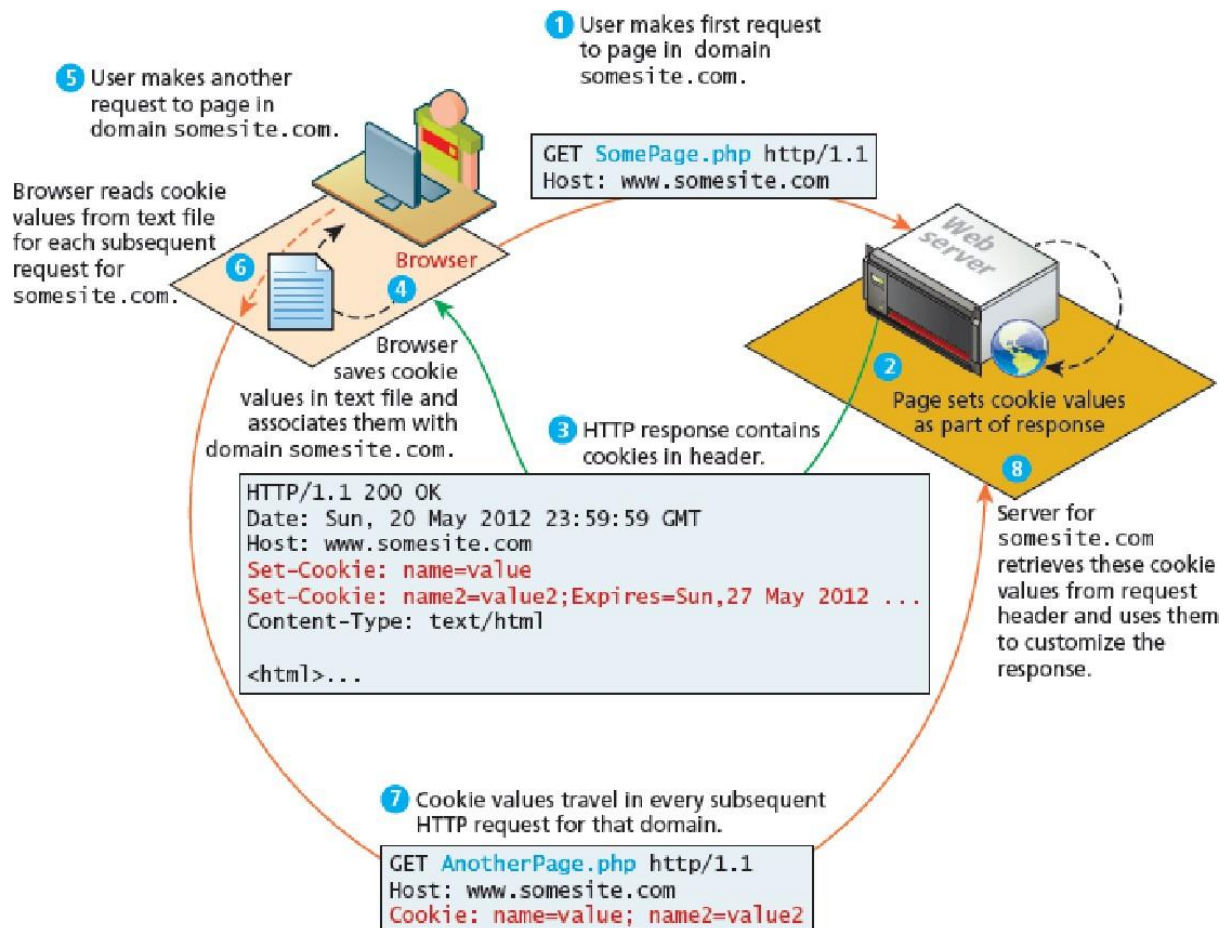 1 User makes first request
to page in domain
somesite.com.
5 User makes another
request to page in
domain somesite.com.
GET SomePage.php http/1.1
Host: www.somesite.com
Browser reads cookie
values from text file
for each subsequent
request for
somesite.com.
6
Browser
4
Web
server
Browser
saves cookie
values in text file and
associates them with
domain somesite.com.
2
Page sets cookie values
as part of response
3 HTTP response contains
cookies in header.
8
HTTP/1.1 200 OK
Date: Sun, 20 May 2012 23:59:59 GMT
Host: www.somesite.com
Set-Cookie: name=value
Set-Cookie: name2=value2;Expires=Sun,27 May 2012 ...
Content-Type: text/html
<html>...
Server for
somesite.com
retrieves these cookie
values from request
header and uses them
to customize the
response.
7 Cookie values travel in every subsequent
HTTP request for that domain.
GET AnotherPage.php http/1.1
Host: www.somesite.com
Cookie: name=value; name2=value2